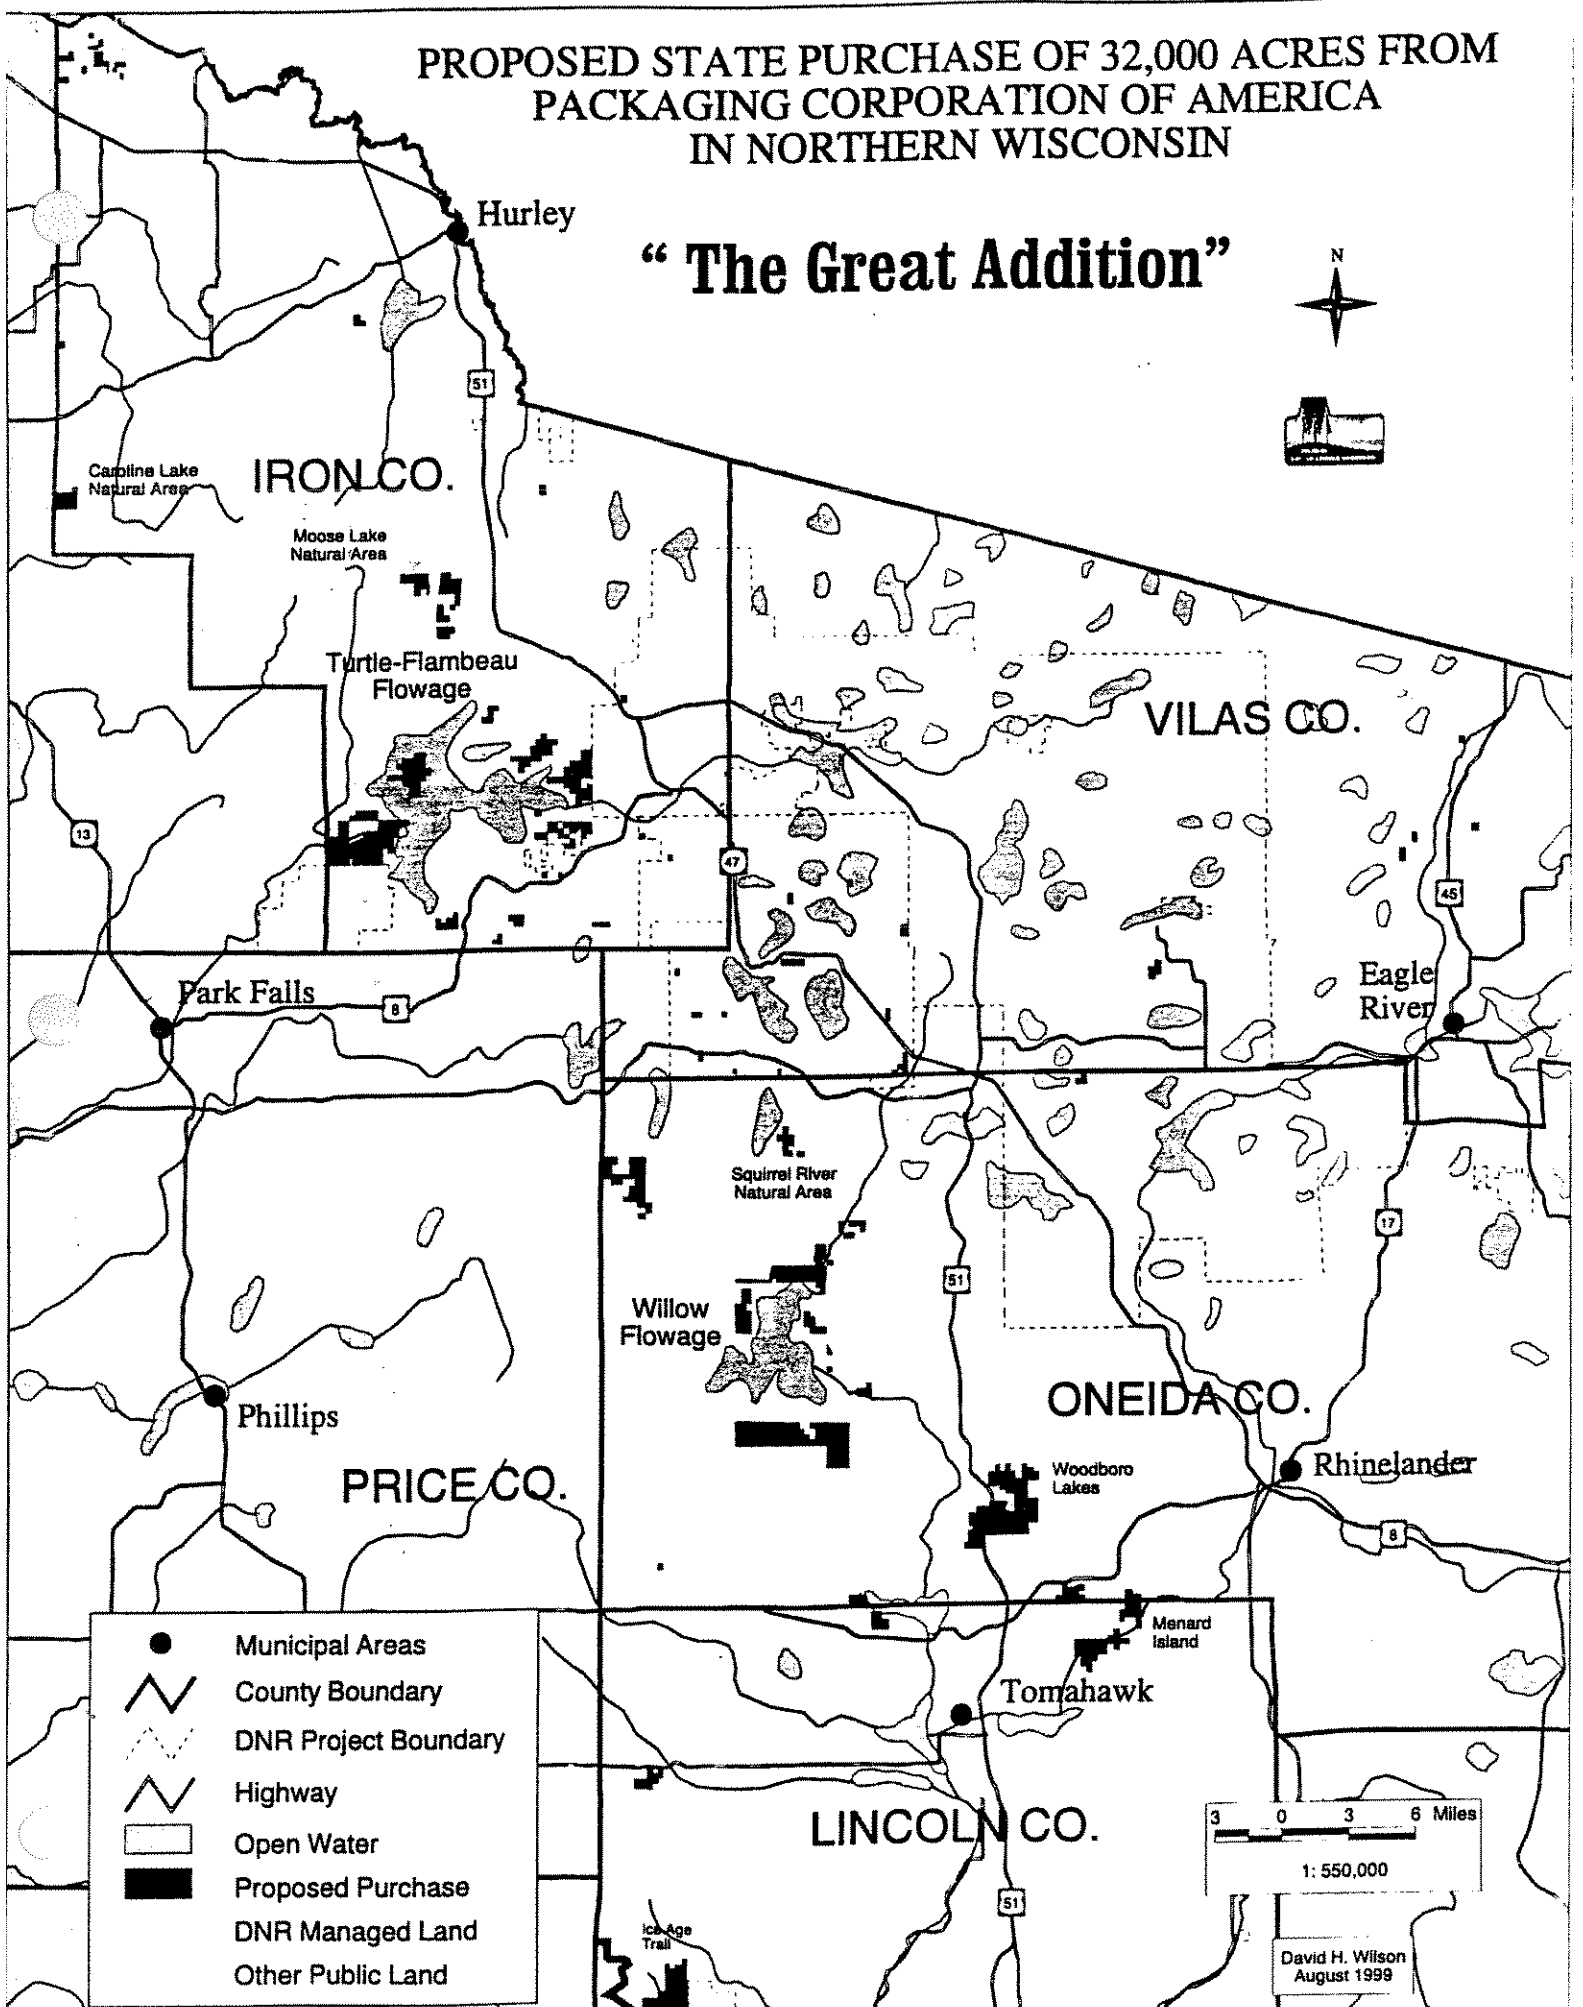 PROPOSED STATE PURCHASE OF 32,000 ACRES FROM
PACKAGING CORPORATION OF AMERICA
IN NORTHERN WISCONSIN
“ The Great Addition”
N
Hurley
51
Caroline Lake
Natural Area
IRON CO.
Moose Lake
Natural Area
Turtle-Flambeau
Flowage
VILAS CO.
13
47
45
Eagle
River
Park Falls
8
Squirrel River
Natural Area
17
51
Willow
Flowage
ONEIDA CO.
Phillips
Rhinelander
PRICE CO.
Woodboro
Lakes
8
Menard
Island
Tomahawk
LINCOLN CO.
51
Ice Age
Trail
Municipal Areas
County Boundary
DNR Project Boundary
Highway
Open Water
Proposed Purchase
DNR Managed Land
Other Public Land
3 0 3 6 Miles
1: 550,000
David H. Wilson
August 1999